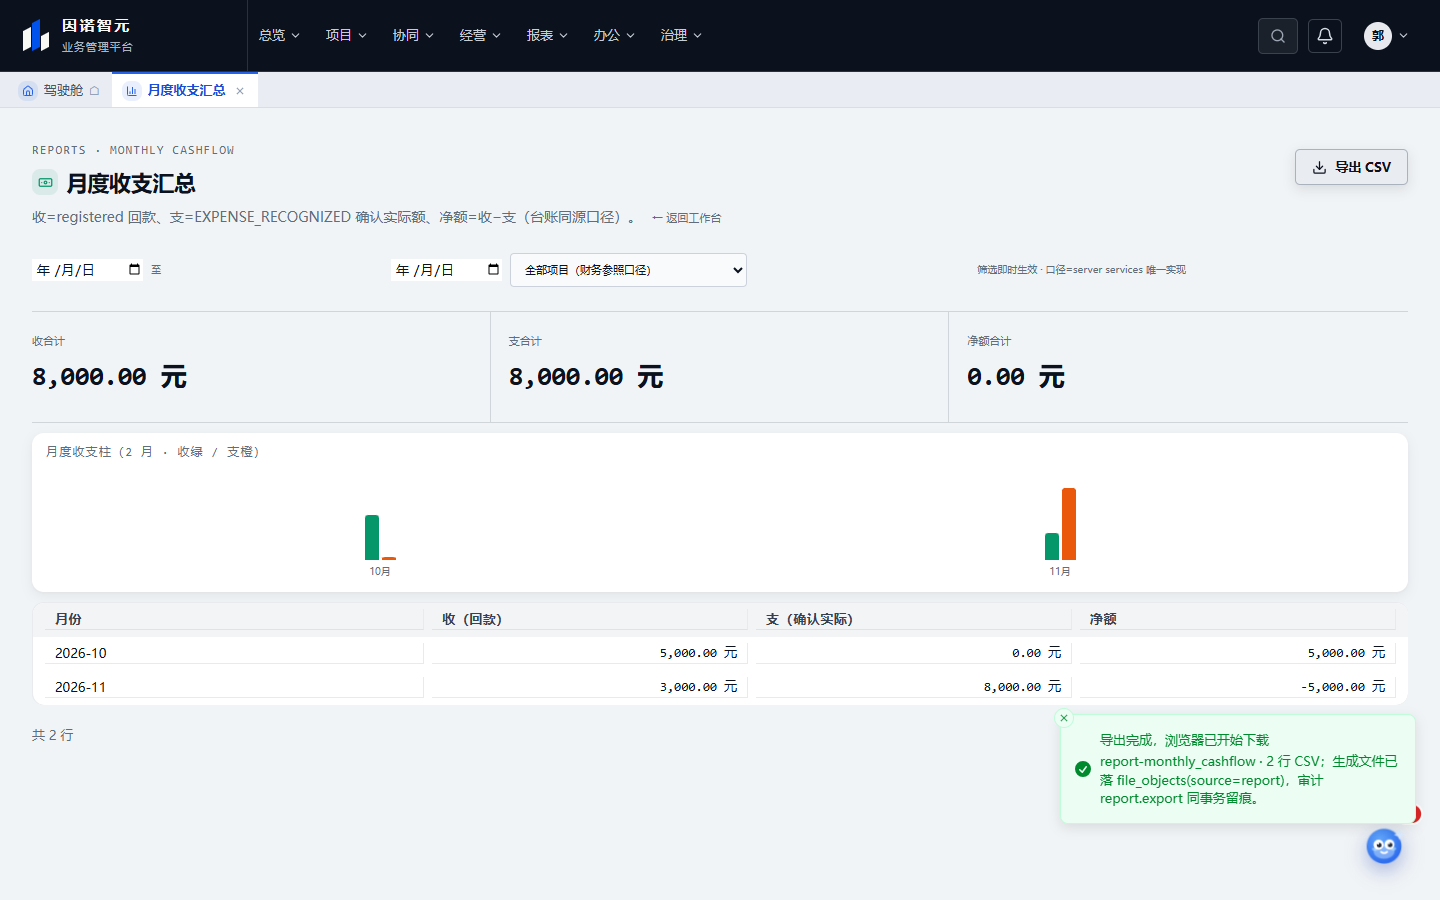 因诺智元
业务管理平台
总览 项目 协同 经营 报表 办公 治理
郭
驾驶舱
月度收支汇总 ×
REPORTS · MONTHLY CASHFLOW
月度收支汇总
导出 CSV
收=registered 回款、支=EXPENSE_RECOGNIZED 确认实际额、净额=收−支（台账同源口径）。 ←返回工作台
年 /月/日 至 年 /月/日 全部项目（财务参照口径） 筛选即时生效 · 口径=server services 唯一实现
收合计 支合计 净额合计
8,000.00 元 8,000.00 元 0.00 元
月度收支柱（2 月 · 收绿 / 支橙）
10月 11月
月份 收（回款） 支（确认实际） 净额
2026-10 5,000.00 元 0.00 元 5,000.00 元
2026-11 3,000.00 元 8,000.00 元 -5,000.00 元
共 2 行
导出完成，浏览器已开始下载
report-monthly_cashflow · 2 行 CSV；生成文件已
落 file_objects(source=report)，审计
report.export 同事务留痕。